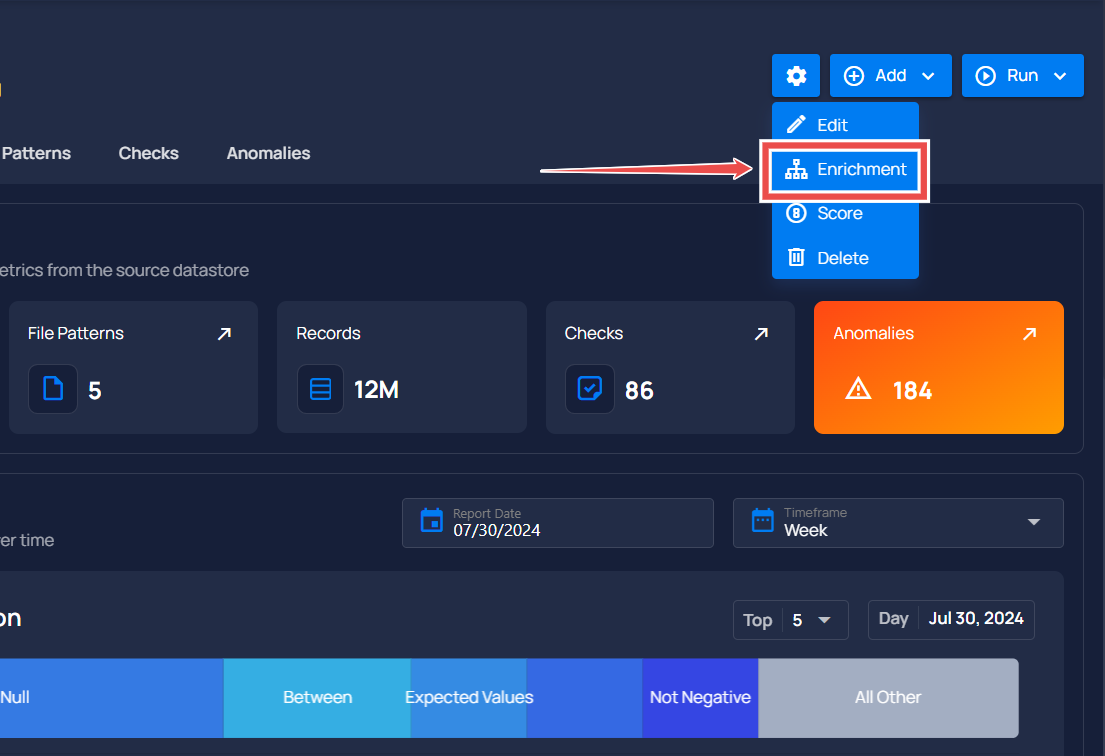 Add
Run
Edit
Patterns
Checks
Anomalies
Enrichment
Score
Delete
etrics from the source datastore
File Patterns
Records
Checks
Anomalies
5
12M
86
184
Report Date
07/30/2024
Timeframe
Week
er time
on
Top
5
Day
Jul 30, 2024
Null
Between
Expected Values
Not Negative
All Other